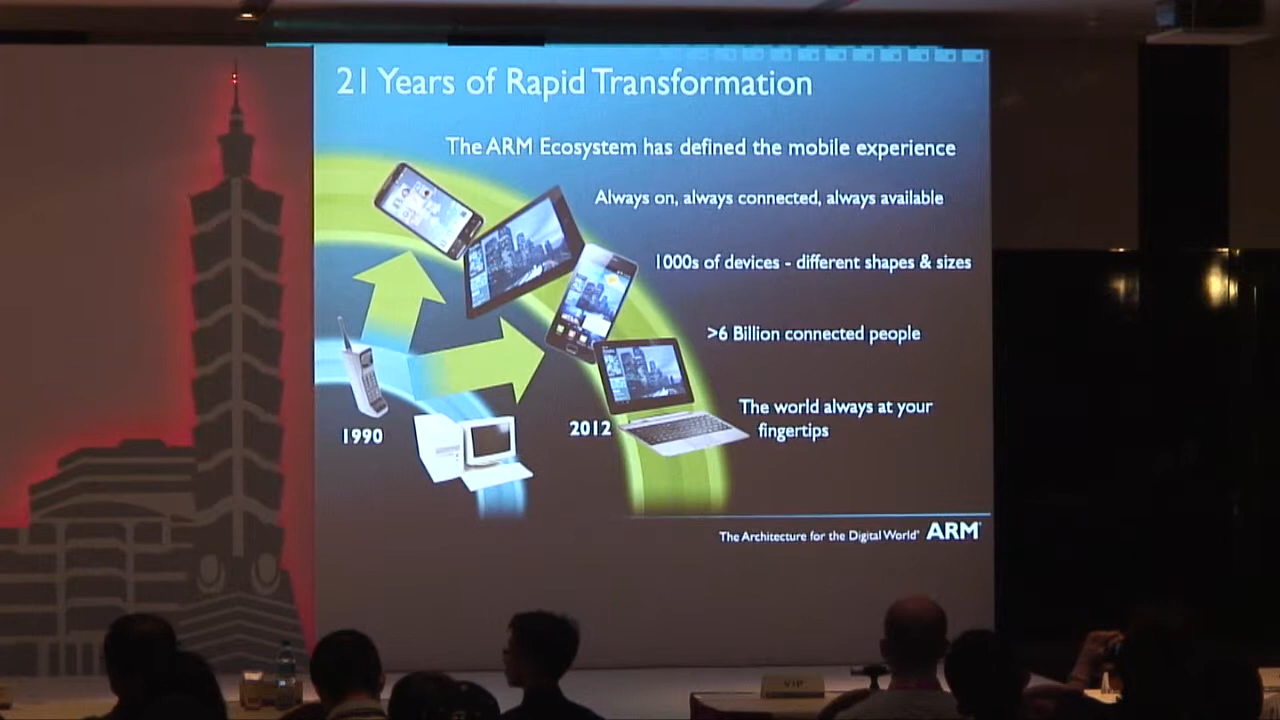 21 Years of Rapid Transformation
The ARM Ecosystem has defined the mobile experience
Always on, always connected, always available
1000s of devices - different shapes & sizes
>6 Billion connected people
The world always at your
fingertips
1990
2012
The Architecture for the Digital World®
ARM®
VIP